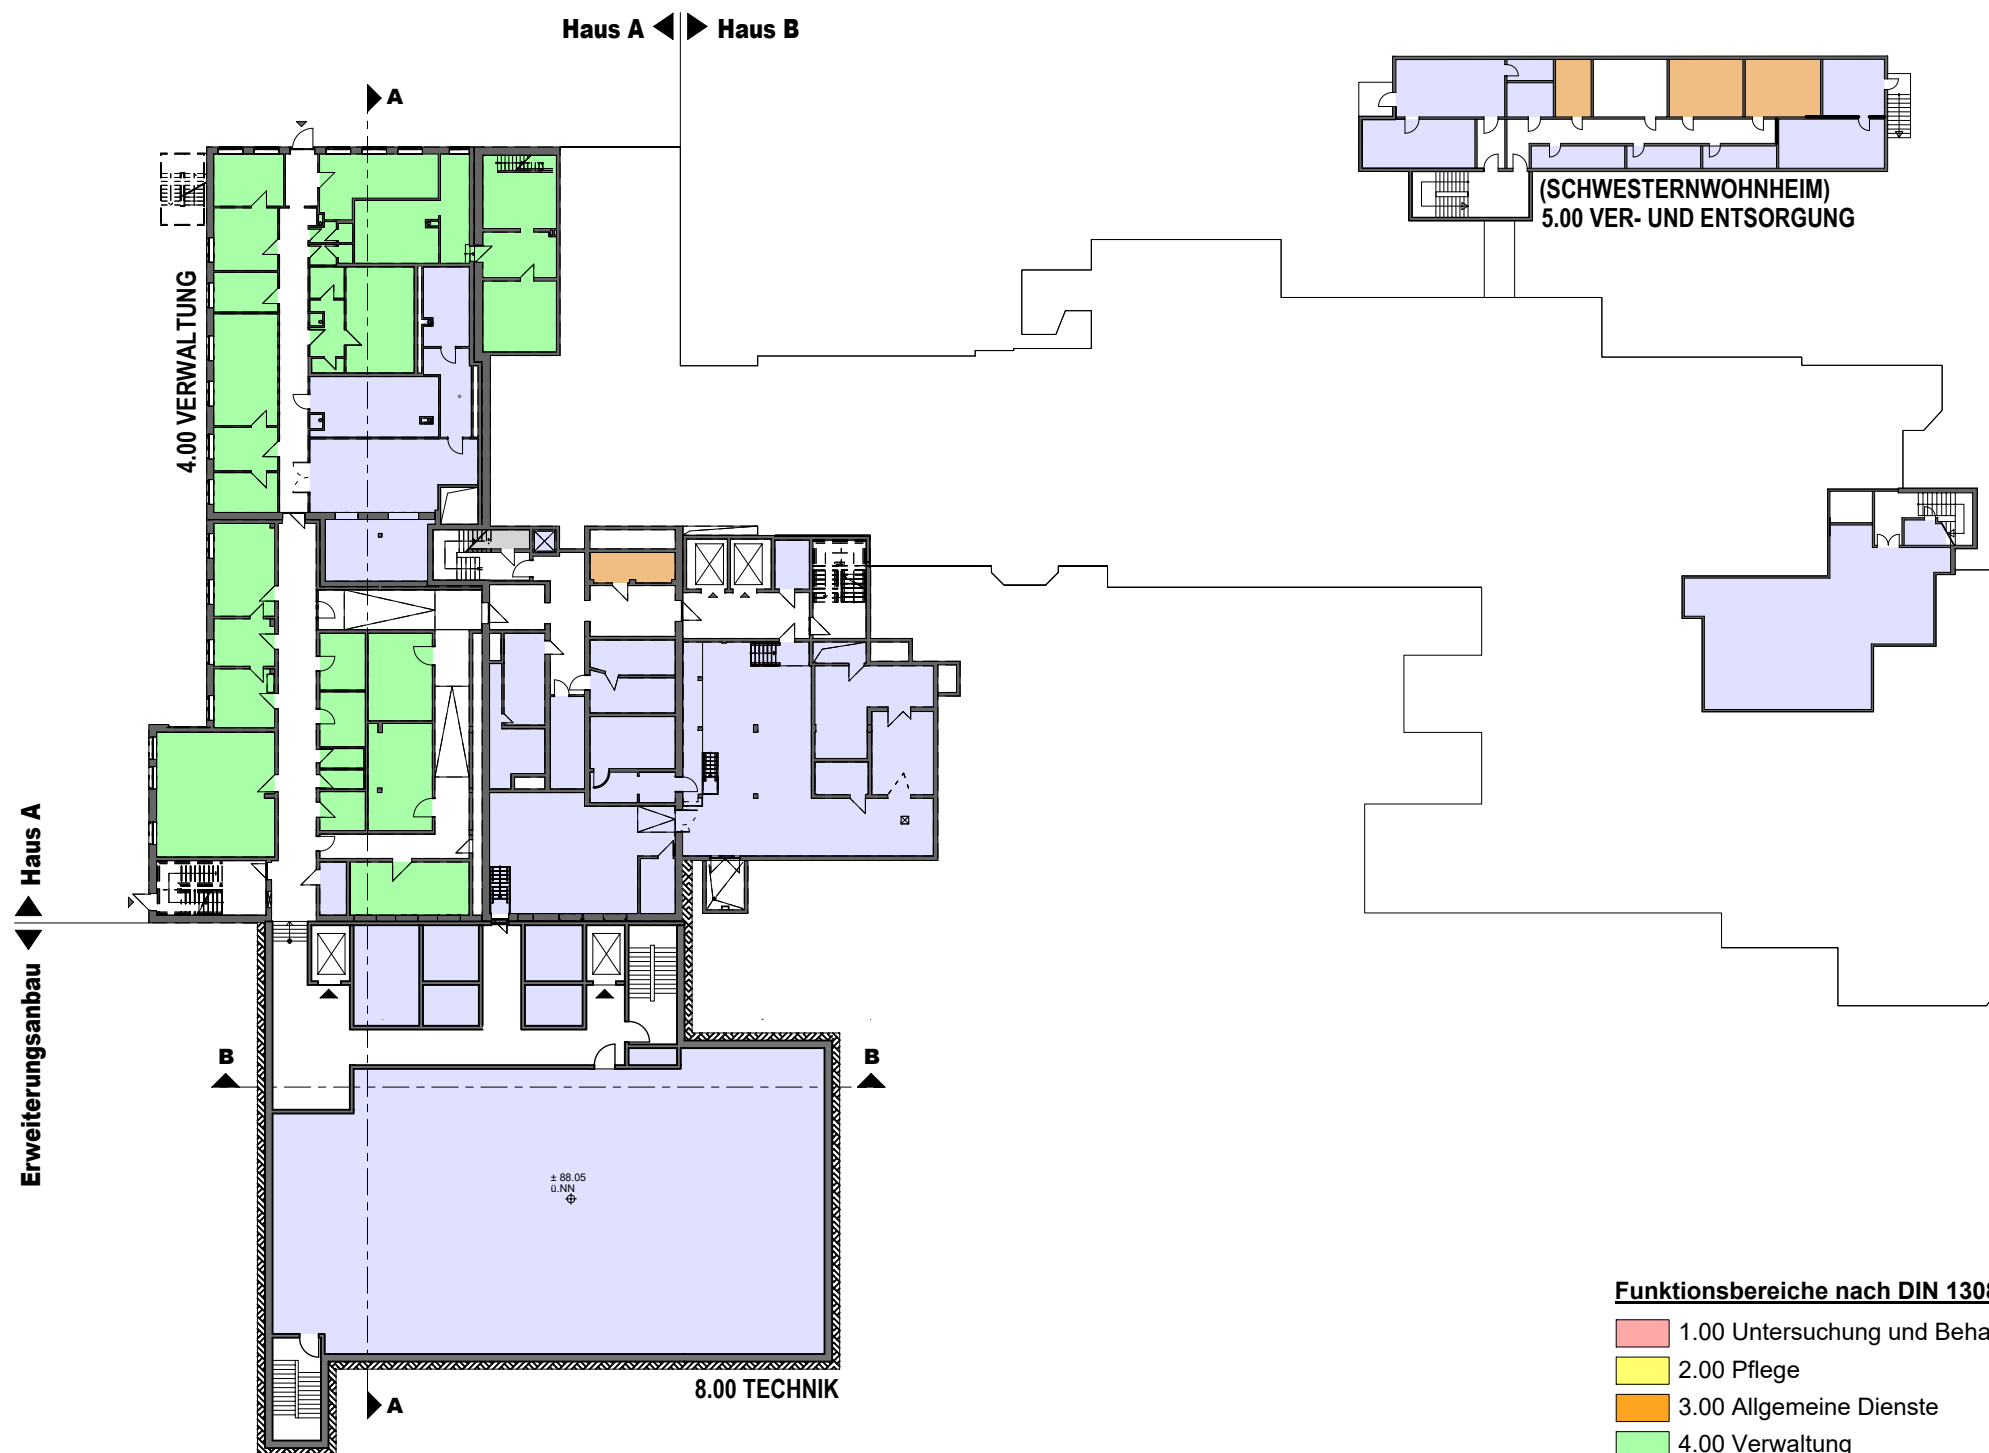 Haus A
Haus B
A
(SCHWESTERNWOHNHEIM)
5.00 VER- UND ENTSORGUNG
4.00 VERWALTUNG
Haus A
Erweiterungsanbau
B
B
± 88.05
ü.NN
8.00 TECHNIK
A
Funktionsbereiche nach DIN 1308
1.00 Untersuchung und Beha
2.00 Pflege
3.00 Allgemeine Dienste
4.00 Verwaltung